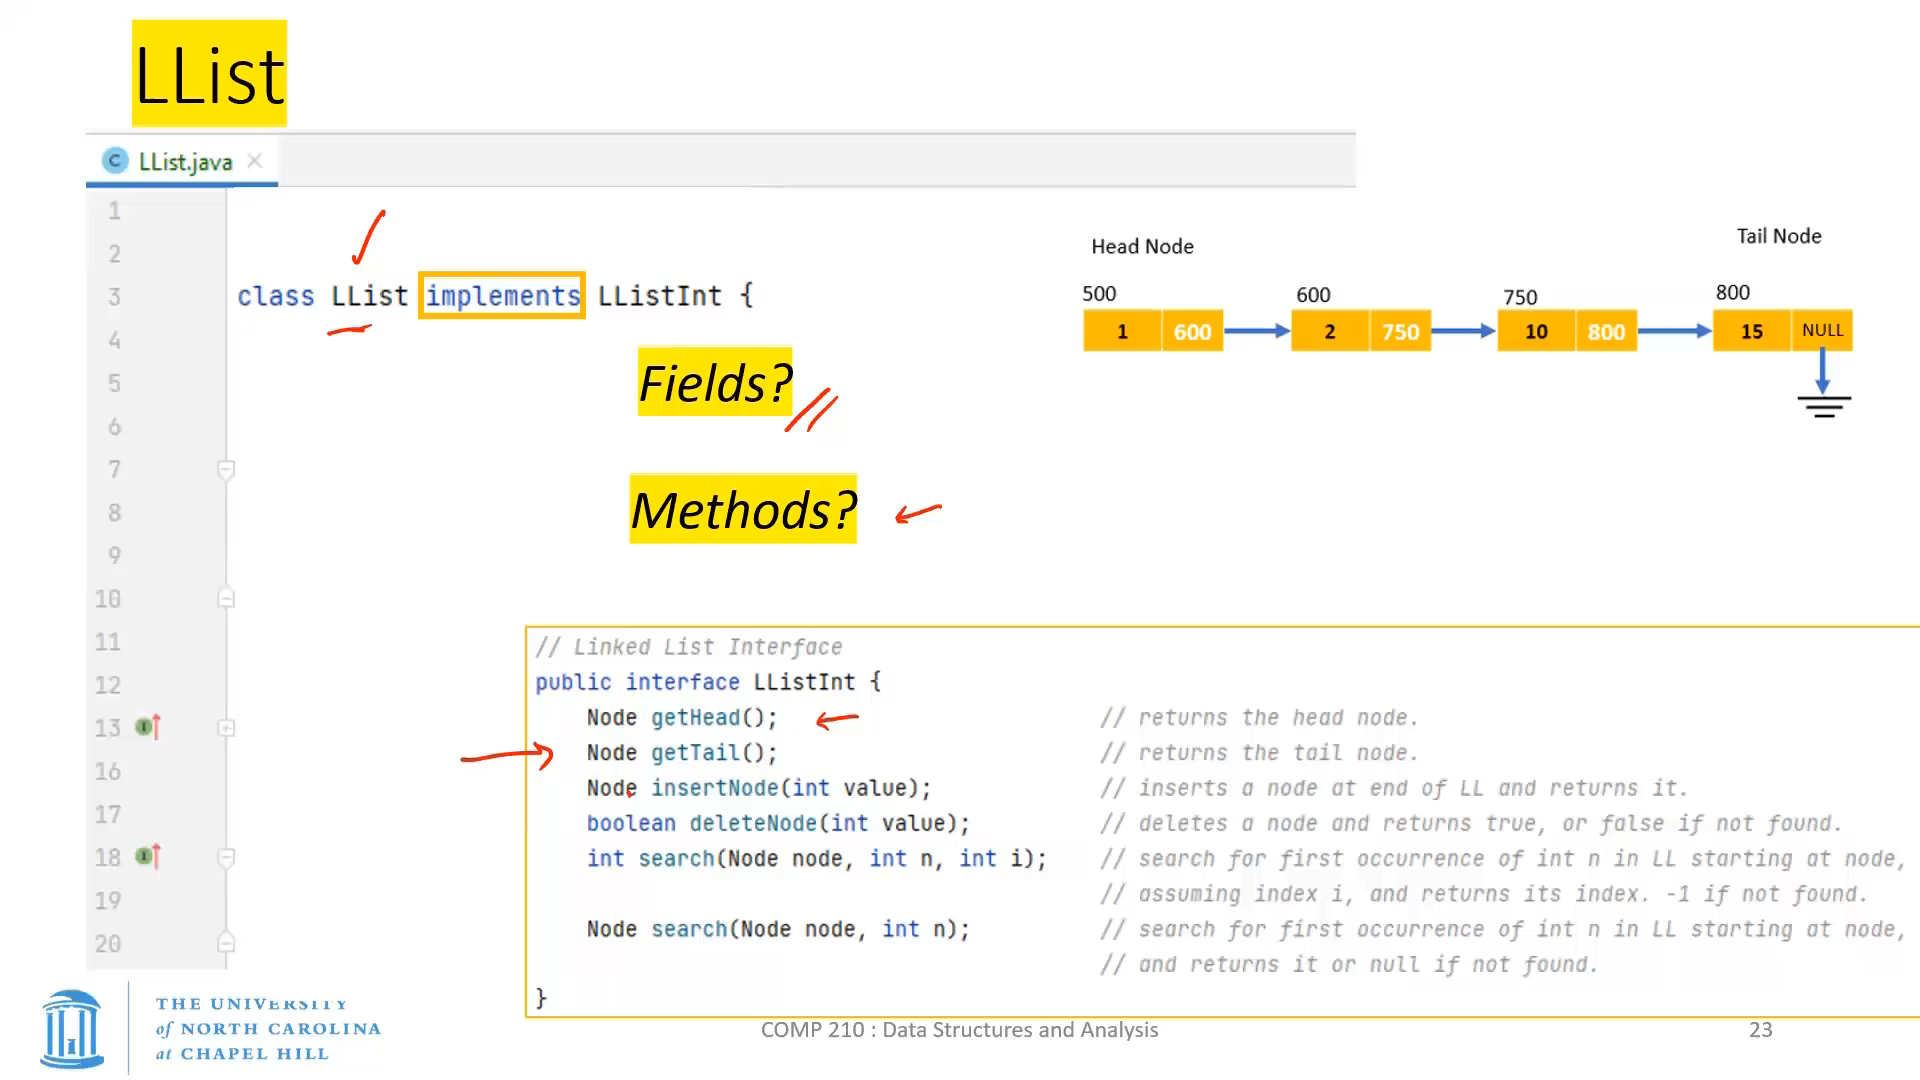 LList
LList.java
1
2
3 class LList implements LListInt {
4
5
6
7
8
9
10
11
12
13
16
17
18
19
20
Fields?
Methods?
Head Node
Tail Node
500 600 750 800
1 600 2 750 10 800 15 NULL
// Linked List Interface
public interface LListInt {
Node getHead(); // returns the head node.
Node getTail(); // returns the tail node.
Node insertNode(int value); // inserts a node at end of LL and returns it.
boolean deleteNode(int value); // deletes a node and returns true, or false if not found.
int search(Node node, int n, int i); // search for first occurrence of int n in LL starting at node,
// assuming index i, and returns its index. -1 if not found.
Node search(Node node, int n); // search for first occurrence of int n in LL starting at node,
// and returns it or null if not found.
}
THE UNIVERSITY
of NORTH CAROLINA
at CHAPEL HILL
COMP 210 : Data Structures and Analysis
23